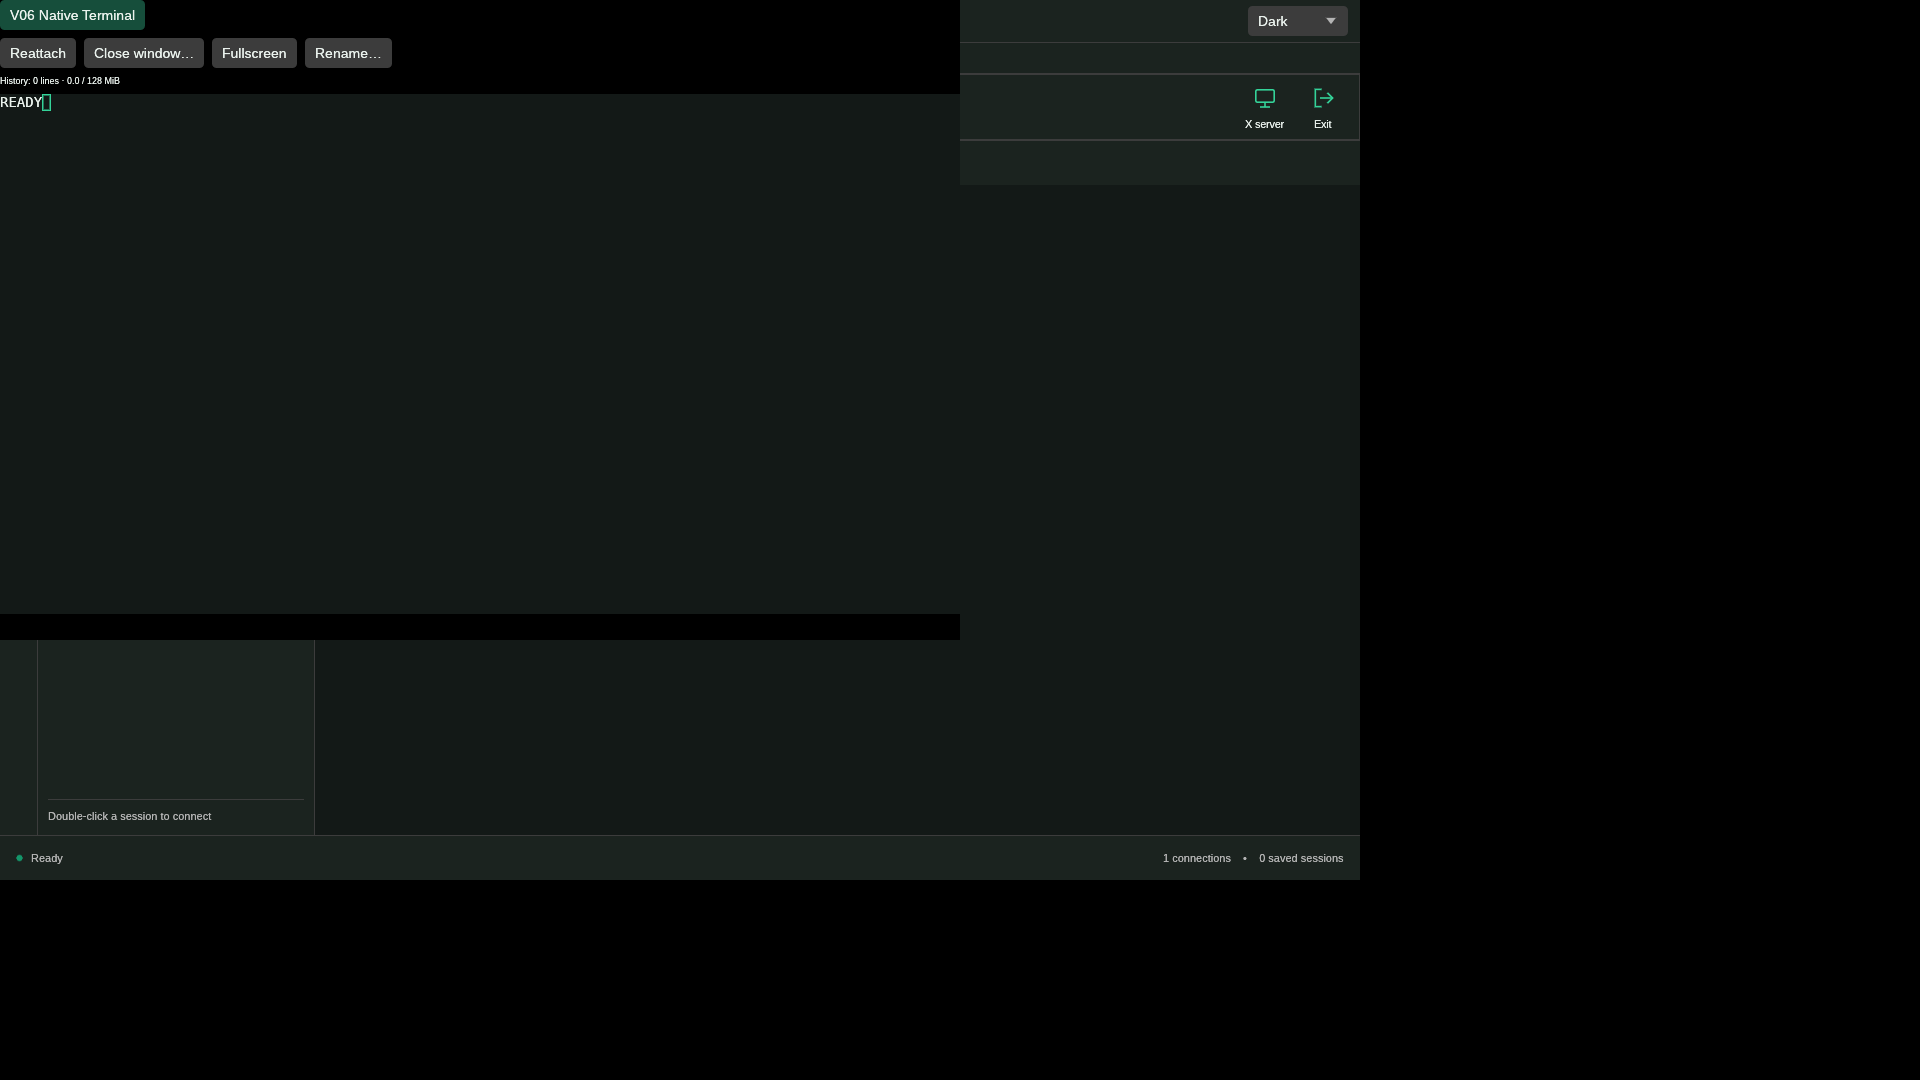 V06 Native Terminal
Dark
Reattach
Close window…
Fullscreen
Rename…
History: 0 lines · 0.0 / 128 MiB
READY
X server
Exit
Double-click a session to connect
Ready
1 connections • 0 saved sessions